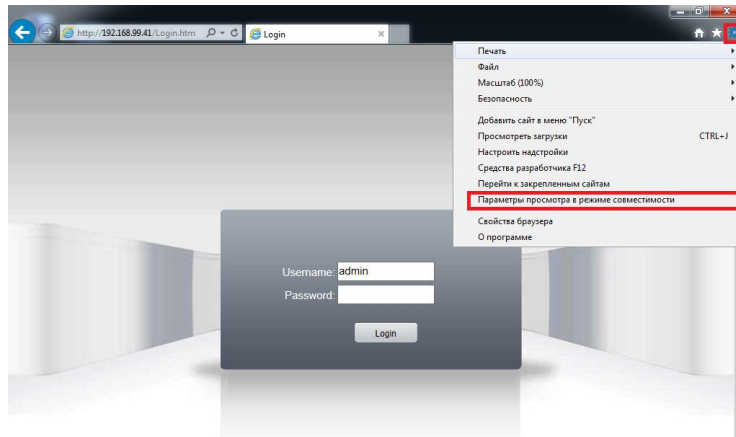 http://192.168.99.41/Login.htm
Login
Печать
Файл
Масштаб (100%)
Безопасность
Добавить сайт в меню "Пуск"
Просмотреть загрузки CTRL+J
Настроить надстройки
Средства разработчика F12
Перейти к закрепленным сайтам
Параметры просмотра в режиме совместимости
Свойства браузера
О программе
Username: admin
Password:
Login